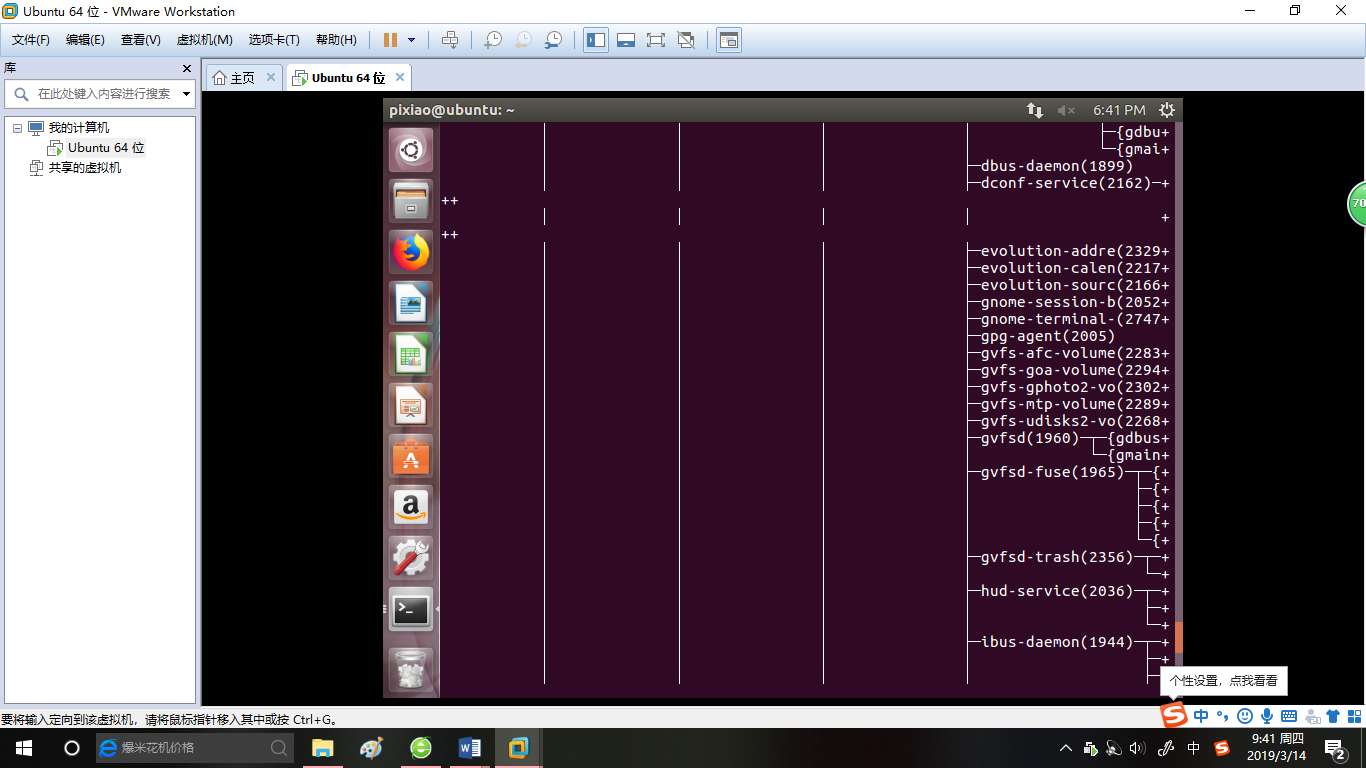 Ubuntu 64 位 - VMware Workstation
文件(F) 编辑(E) 查看(V) 虚拟机(M) 选项卡(T) 帮助(H)
库
在此处键入内容进行搜索
我的计算机
Ubuntu 64 位
共享的虚拟机
主页 Ubuntu 64 位
pixiao@ubuntu: ~ 6:41 PM
{gdbu+
{gmai+
dbus-daemon(1899)
dconf-service(2162) +
++
+
++
evolution-addre(2329+
evolution-calen(2217+
evolution-sourc(2166+
gnome-session-b(2052+
gnome-terminal-(2747+
gpg-agent(2005)
gvfs-afc-volume(2283+
gvfs-goa-volume(2294+
gvfs-gphoto2-vo(2302+
gvfs-mtp-volume(2289+
gvfs-udisks2-vo(2268+
gvfsd(1960) {gdbus+
{gmain+
gvfsd-fuse(1965) {+
{+
{+
{+
{+
gvfsd-trash(2356) +
+
hud-service(2036) +
+
+
ibus-daemon(1944) +
+
70
个性设置，点我看看
要将输入定向到该虚拟机，请将鼠标指针移入其中或按 Ctrl+G。
中
爆米花机价格
中
9:41 周四
2019/3/14
2